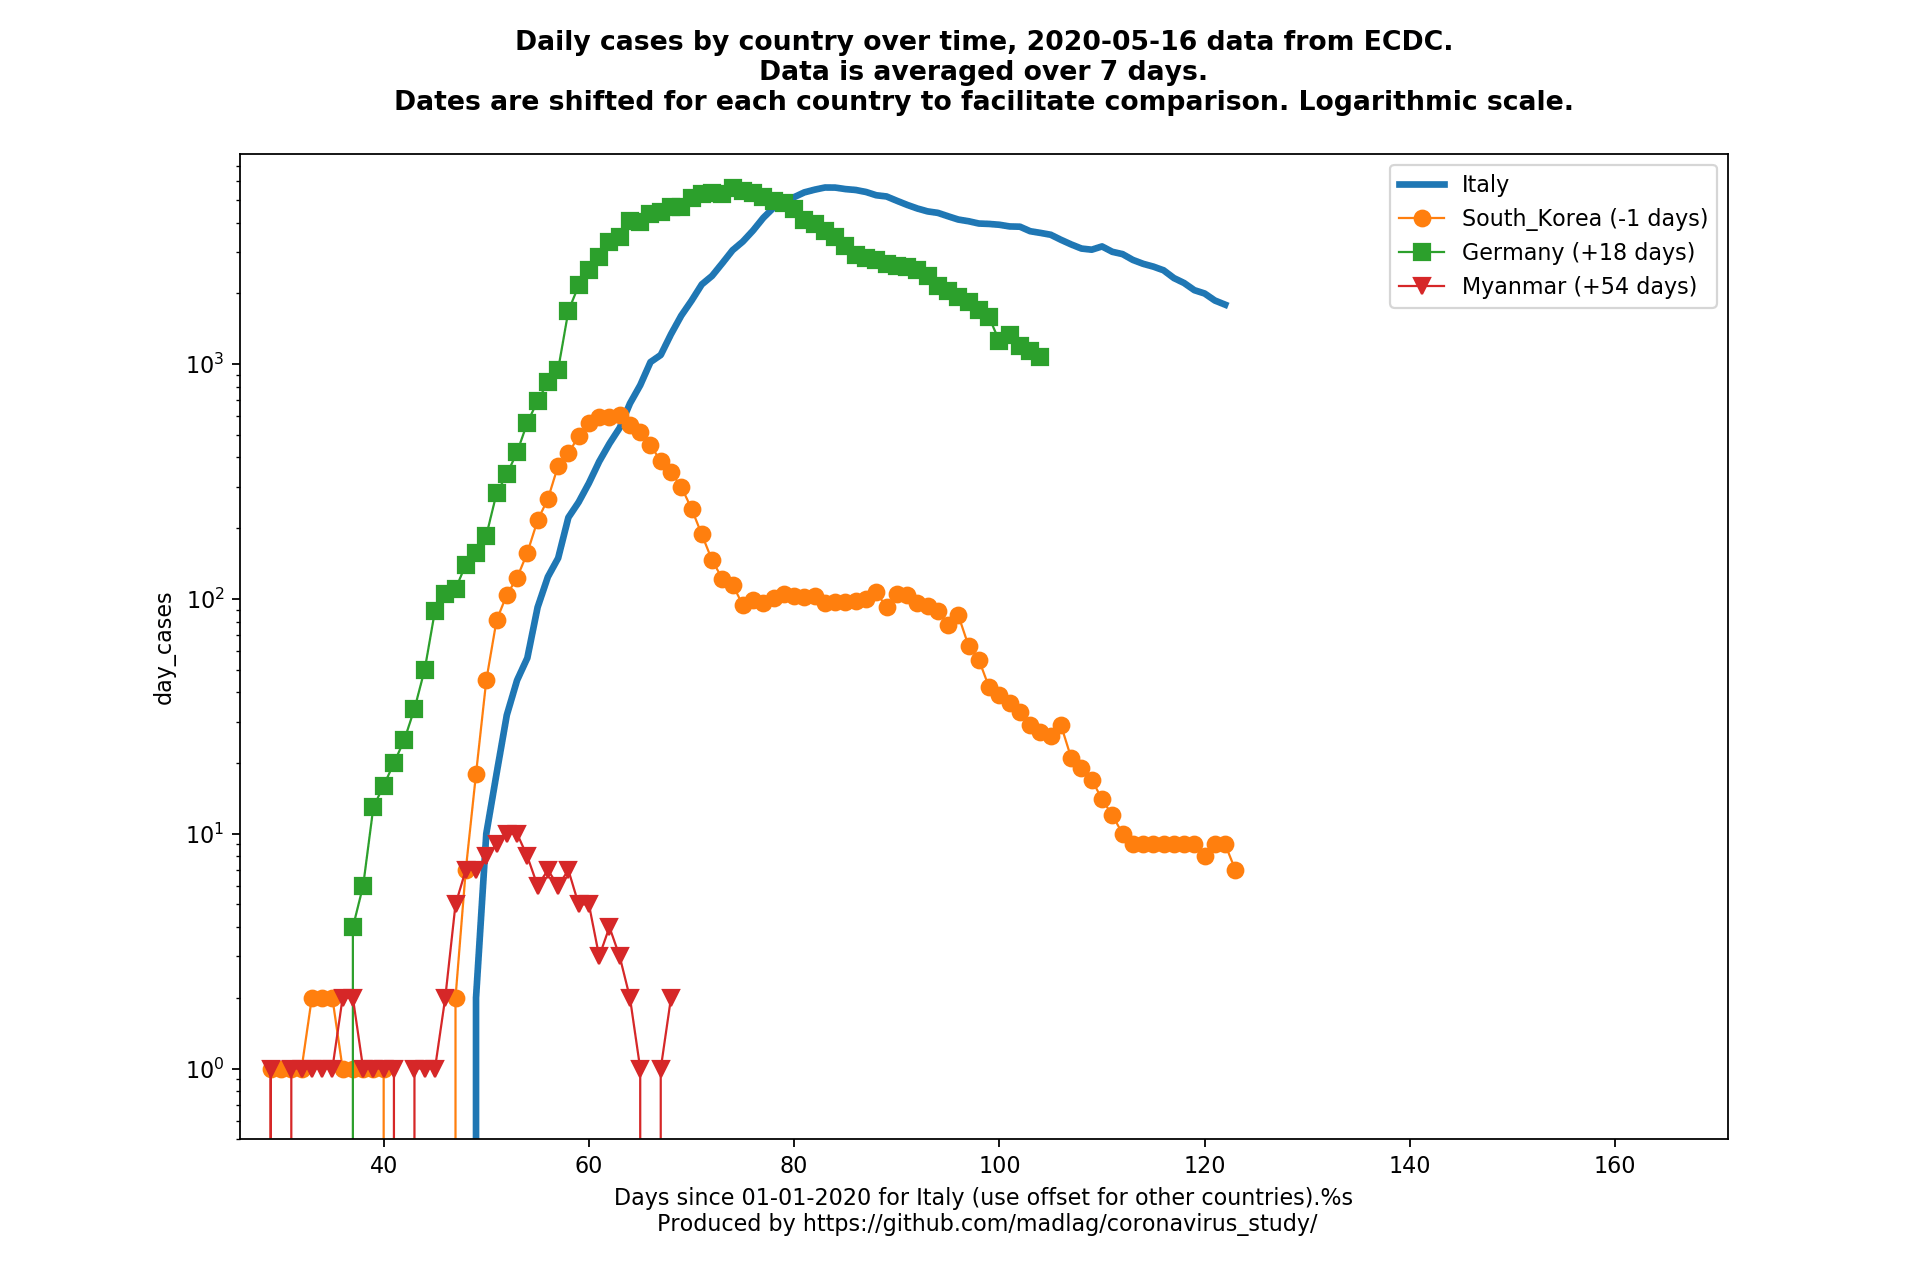 Daily cases by country over time, 2020-05-16 data from ECDC.
Data is averaged over 7 days.
Dates are shifted for each country to facilitate comparison. Logarithmic scale.
Italy
South_Korea (-1 days)
Germany (+18 days)
Myanmar (+54 days)
day_cases
10³
10²
10¹
10⁰
40 60 80 100 120 140 160
Days since 01-01-2020 for Italy (use offset for other countries).%s
Produced by https://github.com/madlag/coronavirus_study/